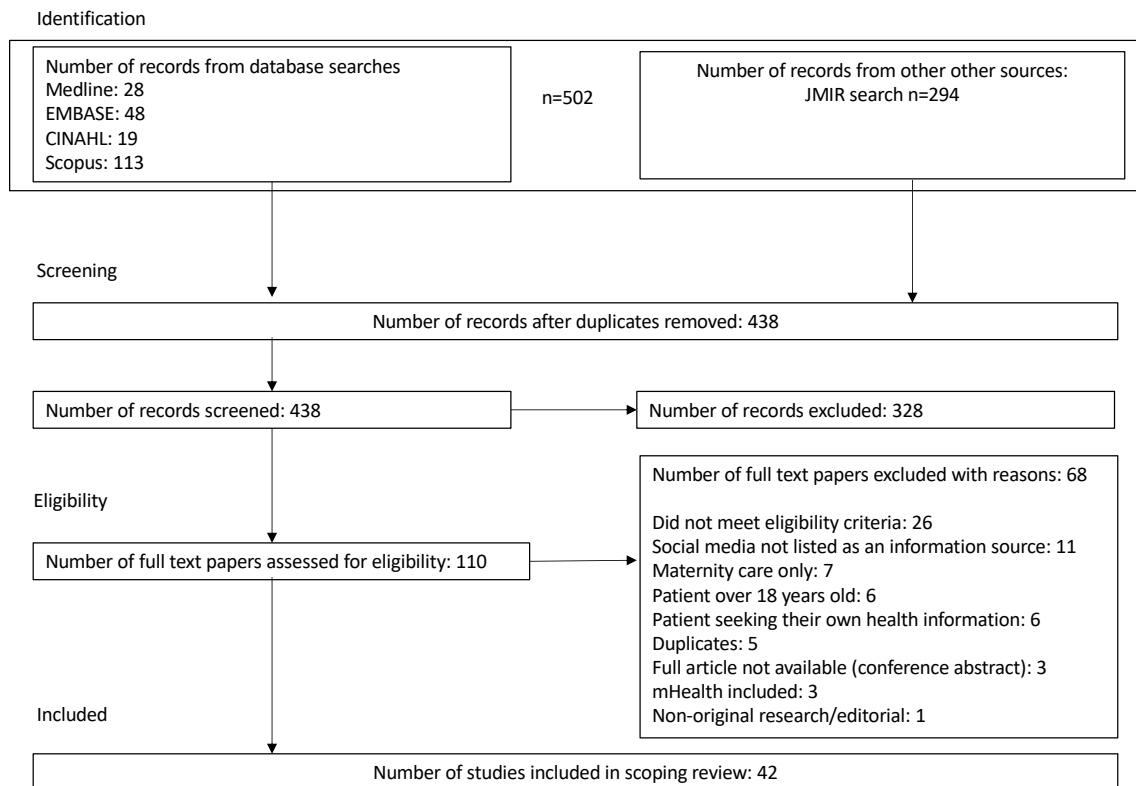 Identification
Number of records from database searches
Medline: 28
EMBASE: 48
CINAHL: 19
Scopus: 113
n=502
Number of records from other other sources:
JMIR search n=294
Screening
Number of records after duplicates removed: 438
Number of records screened: 438
Number of records excluded: 328
Eligibility
Number of full text papers assessed for eligibility: 110
Number of full text papers excluded with reasons: 68
Did not meet eligibility criteria: 26
Social media not listed as an information source: 11
Maternity care only: 7
Patient over 18 years old: 6
Patient seeking their own health information: 6
Duplicates: 5
Full article not available (conference abstract): 3
mHealth included: 3
Non-original research/editorial: 1
Included
Number of studies included in scoping review: 42